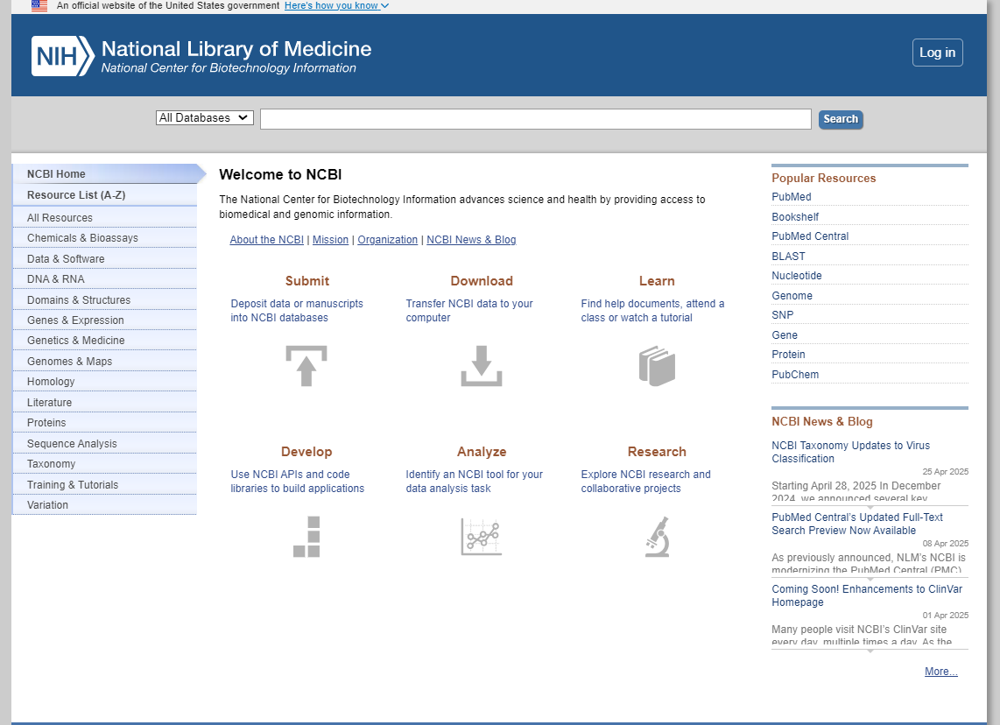 An official website of the United States government Here's how you know
NIH National Library of Medicine
National Center for Biotechnology Information
Log in
All Databases
Search
NCBI Home
Resource List (A-Z)
All Resources
Chemicals & Bioassays
Data & Software
DNA & RNA
Domains & Structures
Genes & Expression
Genetics & Medicine
Genomes & Maps
Homology
Literature
Proteins
Sequence Analysis
Taxonomy
Training & Tutorials
Variation
Welcome to NCBI
The National Center for Biotechnology Information advances science and health by providing access to
biomedical and genomic information.
About the NCBI | Mission | Organization | NCBI News & Blog
Submit
Deposit data or manuscripts
into NCBI databases
Download
Transfer NCBI data to your
computer
Learn
Find help documents, attend a
class or watch a tutorial
Develop
Use NCBI APIs and code
libraries to build applications
Analyze
Identify an NCBI tool for your
data analysis task
Research
Explore NCBI research and
collaborative projects
Popular Resources
PubMed
Bookshelf
PubMed Central
BLAST
Nucleotide
Genome
SNP
Gene
Protein
PubChem
NCBI News & Blog
NCBI Taxonomy Updates to Virus
Classification
25 Apr 2025
Starting April 28, 2025 In December
2024, we announced several key
PubMed Central's Updated Full-Text
Search Preview Now Available
08 Apr 2025
As previously announced, NLM's NCBI is
modernizing the PubMed Central (PMC)
Coming Soon! Enhancements to ClinVar
Homepage
01 Apr 2025
Many people visit NCBI's ClinVar site
every day, multiple times a day. As the
More...